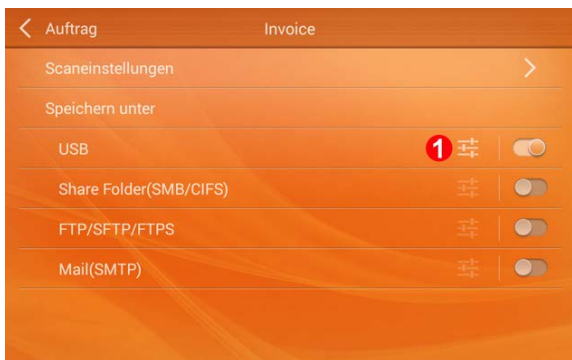 Auftrag Invoice
Scaneinstellungen
Speichern unter
USB 1
Share Folder(SMB/CIFS)
FTP/SFTP/FTPS
Mail(SMTP)